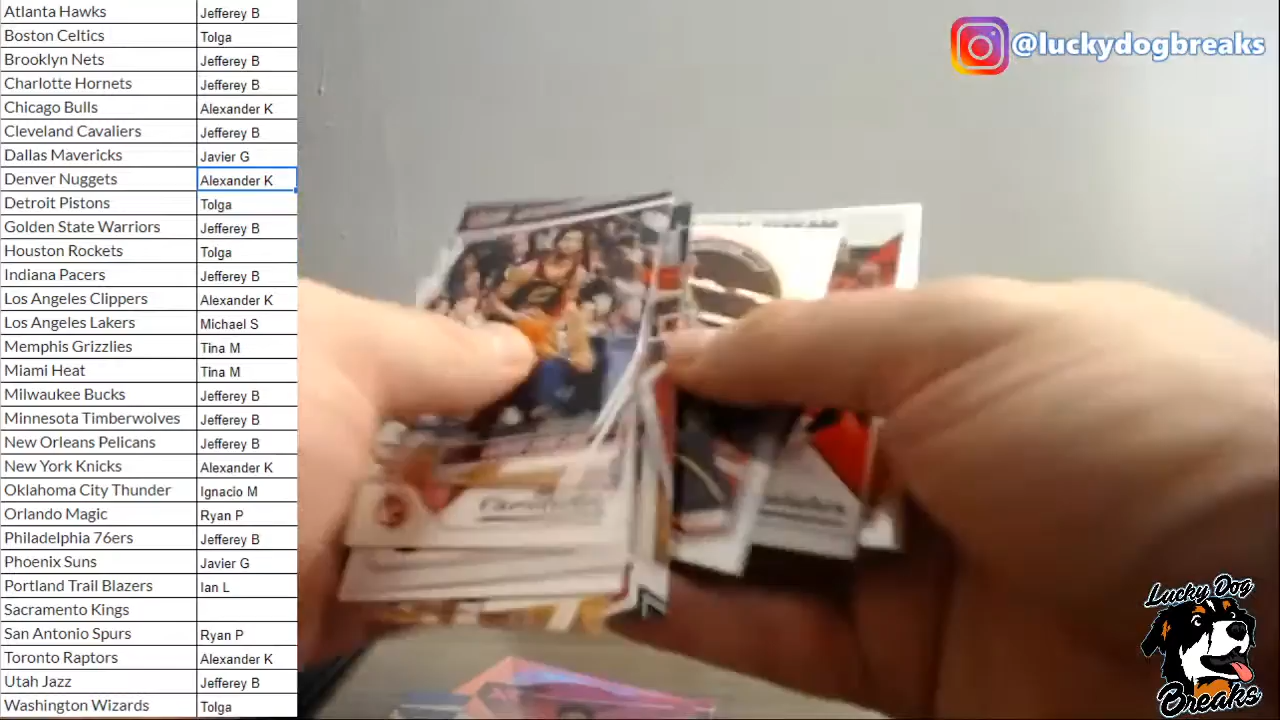 Atlanta Hawks Jefferey B
Boston Celtics Tolga
Brooklyn Nets Jefferey B
Charlotte Hornets Jefferey B
Chicago Bulls Alexander K
Cleveland Cavaliers Jefferey B
Dallas Mavericks Javier G
Denver Nuggets Alexander K
Detroit Pistons Tolga
Golden State Warriors Jefferey B
Houston Rockets Tolga
Indiana Pacers Jefferey B
Los Angeles Clippers Alexander K
Los Angeles Lakers Michael S
Memphis Grizzlies Tina M
Miami Heat Tina M
Milwaukee Bucks Jefferey B
Minnesota Timberwolves Jefferey B
New Orleans Pelicans Jefferey B
New York Knicks Alexander K
Oklahoma City Thunder Ignacio M
Orlando Magic Ryan P
Philadelphia 76ers Jefferey B
Phoenix Suns Javier G
Portland Trail Blazers Ian L
Sacramento Kings
San Antonio Spurs Ryan P
Toronto Raptors Alexander K
Utah Jazz Jefferey B
Washington Wizards Tolga
@luckydogbreaks
Lucky Dog
Breaks